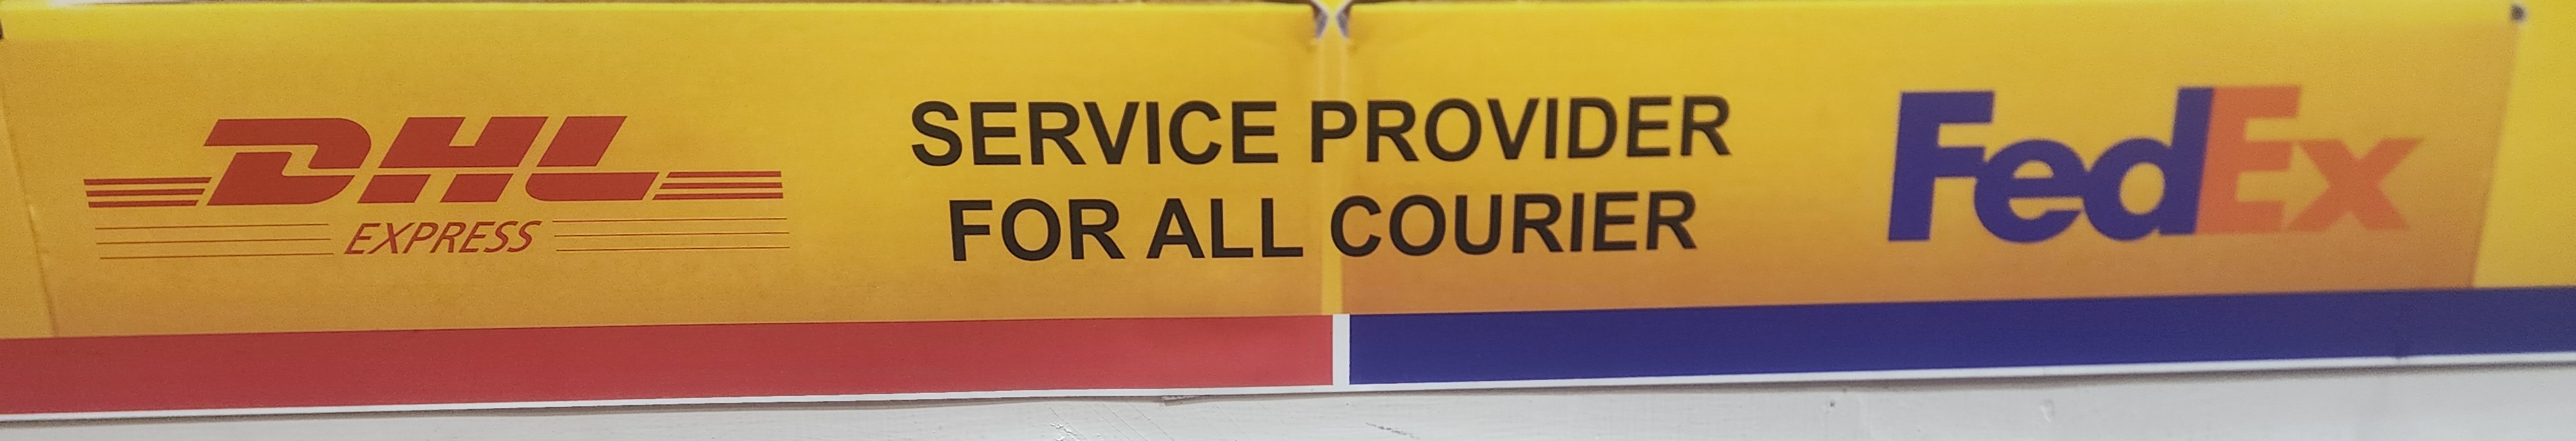 DHL
EXPRESS
SERVICE PROVIDER
FOR ALL COURIER
FedEx